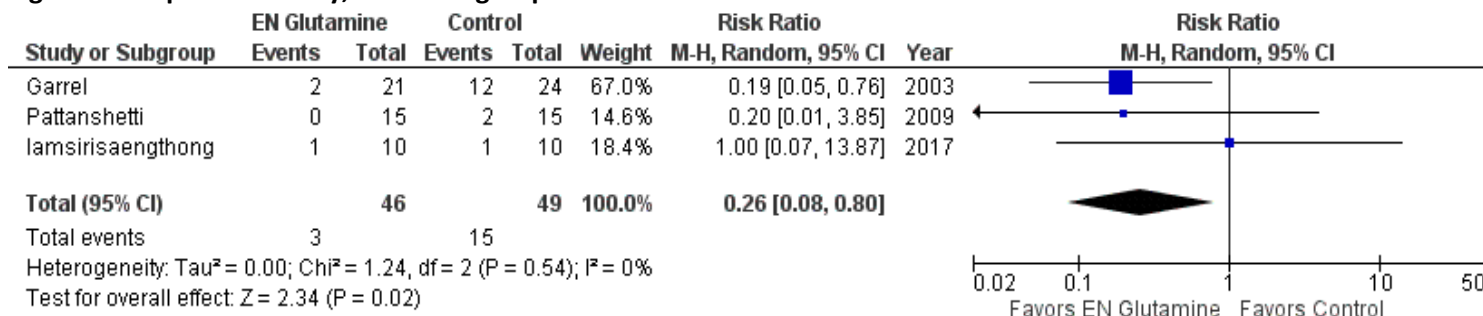 EN Glutamine Control Risk Ratio Risk Ratio
Study or Subgroup Events Total Events Total Weight M-H, Random, 95% CI Year M-H, Random, 95% CI
Garrel 2 21 12 24 67.0% 0.19 [0.05, 0.76] 2003
Pattanshetti 0 15 2 15 14.6% 0.20 [0.01, 3.85] 2009
Iamsirisaengthong 1 10 1 10 18.4% 1.00 [0.07, 13.87] 2017
Total (95% CI) 46 49 100.0% 0.26 [0.08, 0.80]
Total events 3 15
Heterogeneity: Tau² = 0.00; Chi² = 1.24, df = 2 (P = 0.54); I² = 0%
Test for overall effect: Z = 2.34 (P = 0.02)
0.02 0.1 1 10 50
Favors EN Glutamine Favors Control